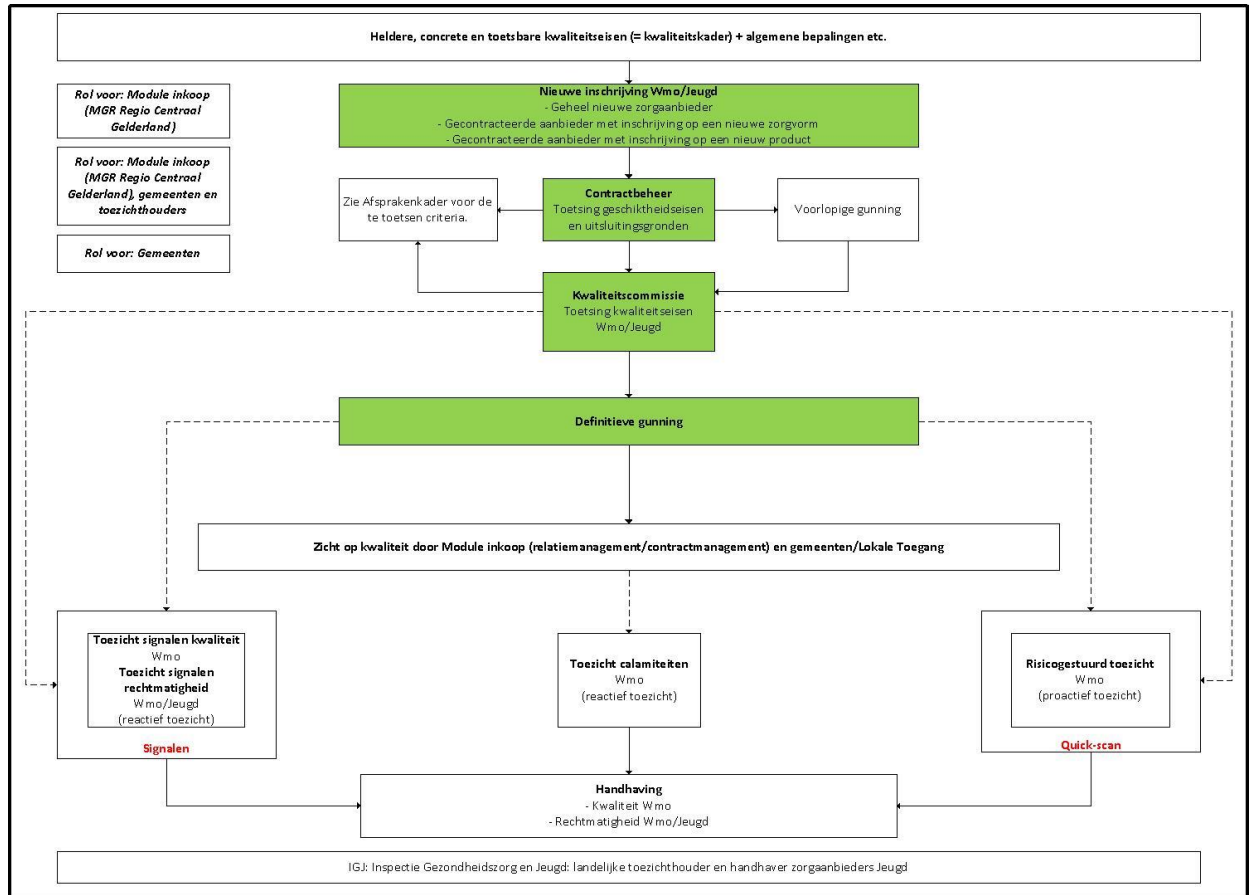 Heldere, concrete en toetsbare kwaliteitseisen (= kwaliteitskader) + algemene bepalingen etc.
Rol voor: Module inkoop
(MGR Regio Centraal
Gelderland)
Nieuwe inschrijving Wmo/Jeugd
- Geheel nieuwe zorgaanbieder
- Gecontracteerde aanbieder met inschrijving op een nieuwe zorgvorm
- Gecontracteerde aanbieder met inschrijving op een nieuw product
Rol voor: Module inkoop
(MGR Regio Centraal
Gelderland), gemeenten en
toezichthouders
Rol voor: Gemeenten
Zie Afsprakenkader voor de
te toetsen criteria.
Contractbeheer
Toetsing geschiktheidseisen
en uitsluitingsgronden
Voorlopige gunning
Kwaliteitscommissie
Toetsing kwaliteitseisen
Wmo/Jeugd
Definitieve gunning
Zicht op kwaliteit door Module inkoop (relatiemanagement/contractmanagement) en gemeenten/Lokale Toegang
Toezicht signalen kwaliteit
Wmo
Toezicht signalen
rechtmatigheid
Wmo/Jeugd
(reactief toezicht)
Signalen
Toezicht calamiteiten
Wmo
(reactief toezicht)
Risicogestuurd toezicht
Wmo
(proactief toezicht)
Quick-scan
Handhaving
- Kwaliteit Wmo
- Rechtmatigheid Wmo/Jeugd
IGJ: Inspectie Gezondheidszorg en Jeugd: landelijke toezichthouder en handhaver zorgaanbieders Jeugd